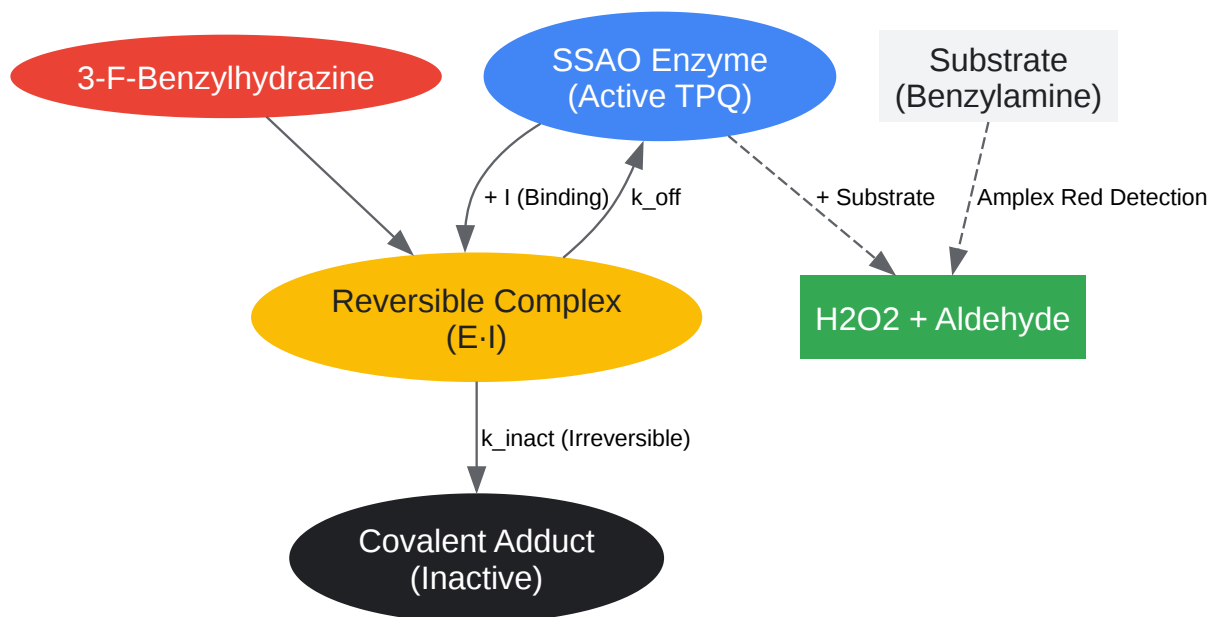 3-F-Benzylhydrazine
SSAO Enzyme
(Active TPQ)
Substrate
(Benzylamine)
+ I (Binding)
k_off
+ Substrate
Amplex Red Detection
Reversible Complex
(E·I)
H2O2 + Aldehyde
k_inact (Irreversible)
Covalent Adduct
(Inactive)